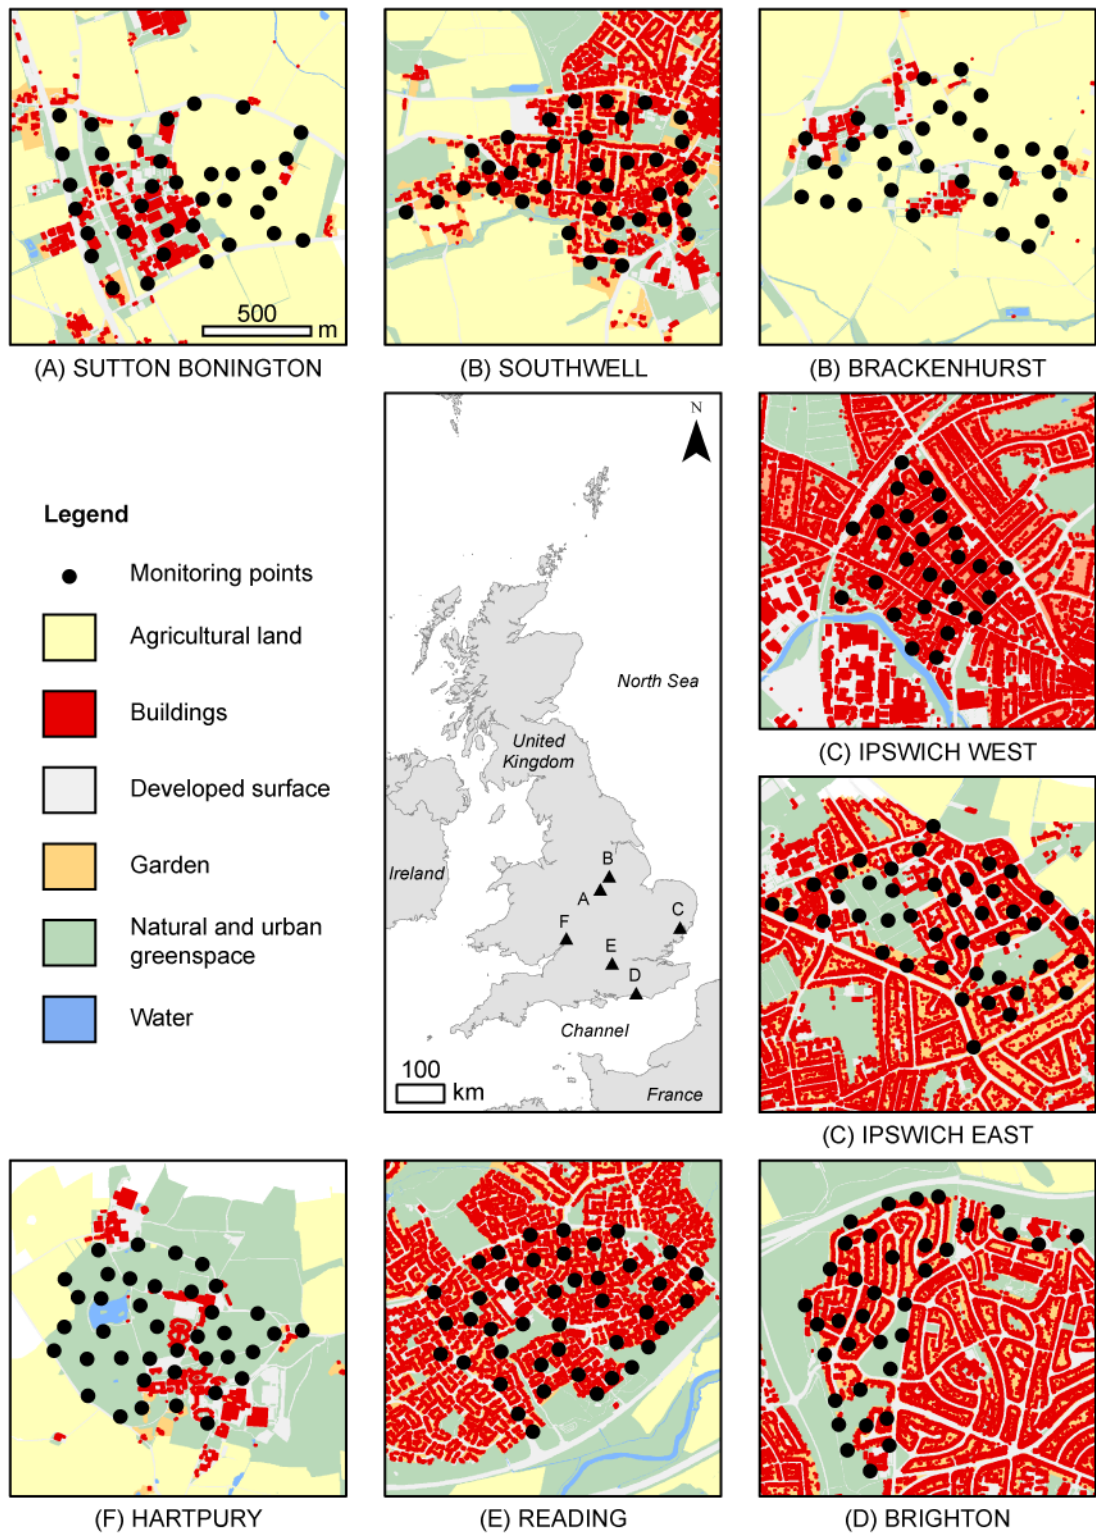 500
m
(A) SUTTON BONINGTON
(B) SOUTHWELL
(B) BRACKENHURST
Legend
Monitoring points
Agricultural land
Buildings
Developed surface
Garden
Natural and urban
greenspace
Water
N
North Sea
United
Kingdom
Ireland
B
A
C
F
E
D
Channel
100
km
France
(C) IPSWICH WEST
(C) IPSWICH EAST
(F) HARTPURY
(E) READING
(D) BRIGHTON